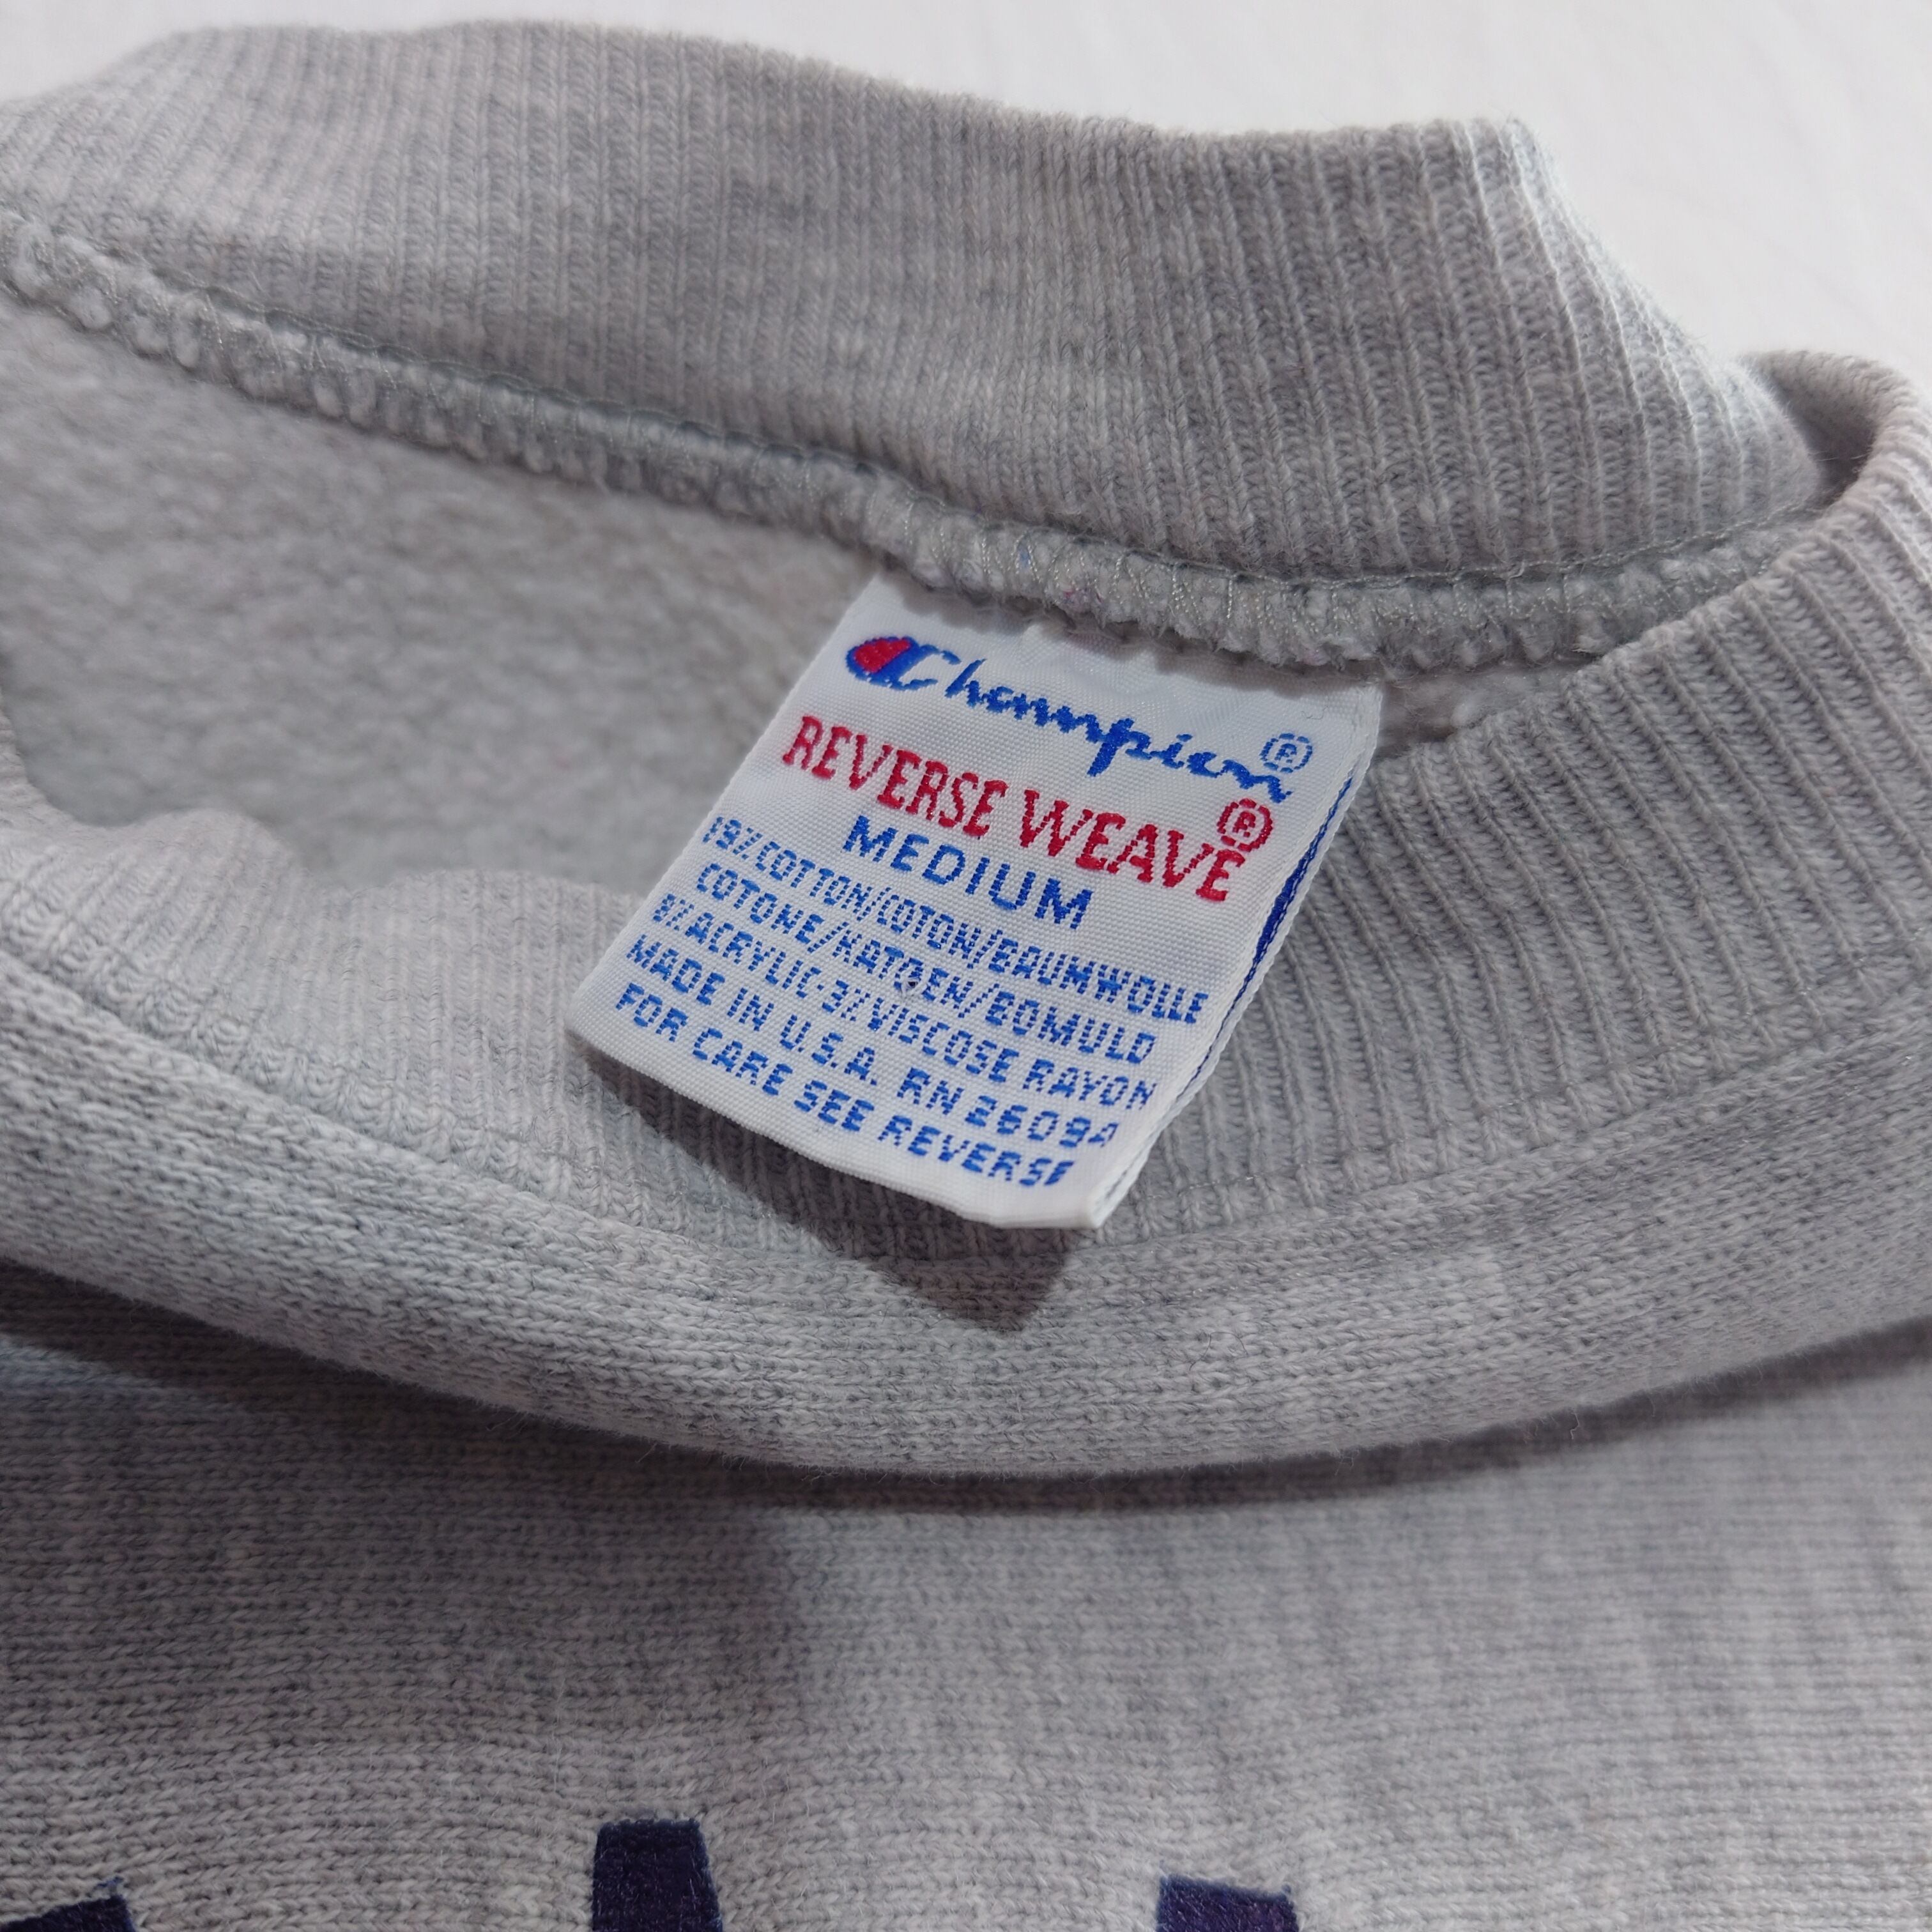 Champion®
REVERSE WEAVE®
MEDIUM
COTTON/COTON/BAUMWOLLE
COTONE/KATOEN/BOMULD
8% ACRYLIC-3% VISCOSE RAYON
MADE IN U.S.A. RN 26094
FOR CARE SEE REVERSE